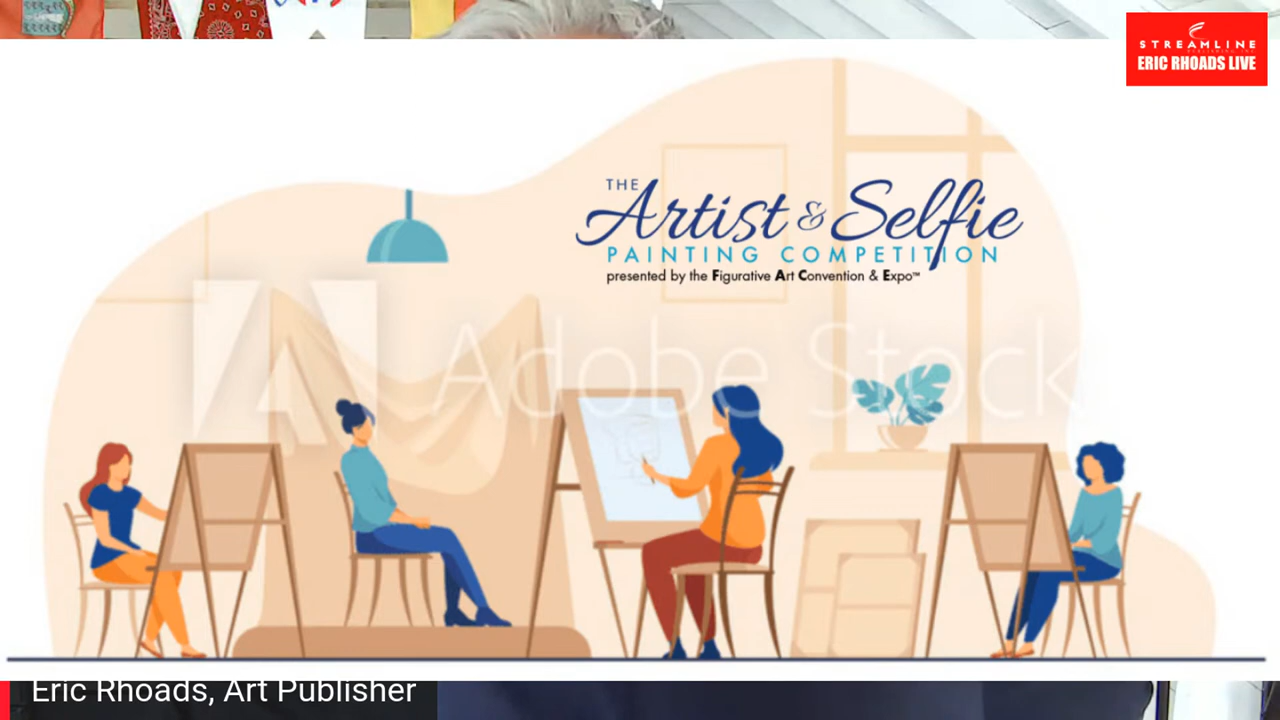 STREAMLINE
ERIC RHOADS LIVE
THE
Artist & Selfie
PAINTING COMPETITION
presented by the Figurative Art Convention & Expo™
Adobe Stock
Eric Rhoads, Art Publisher